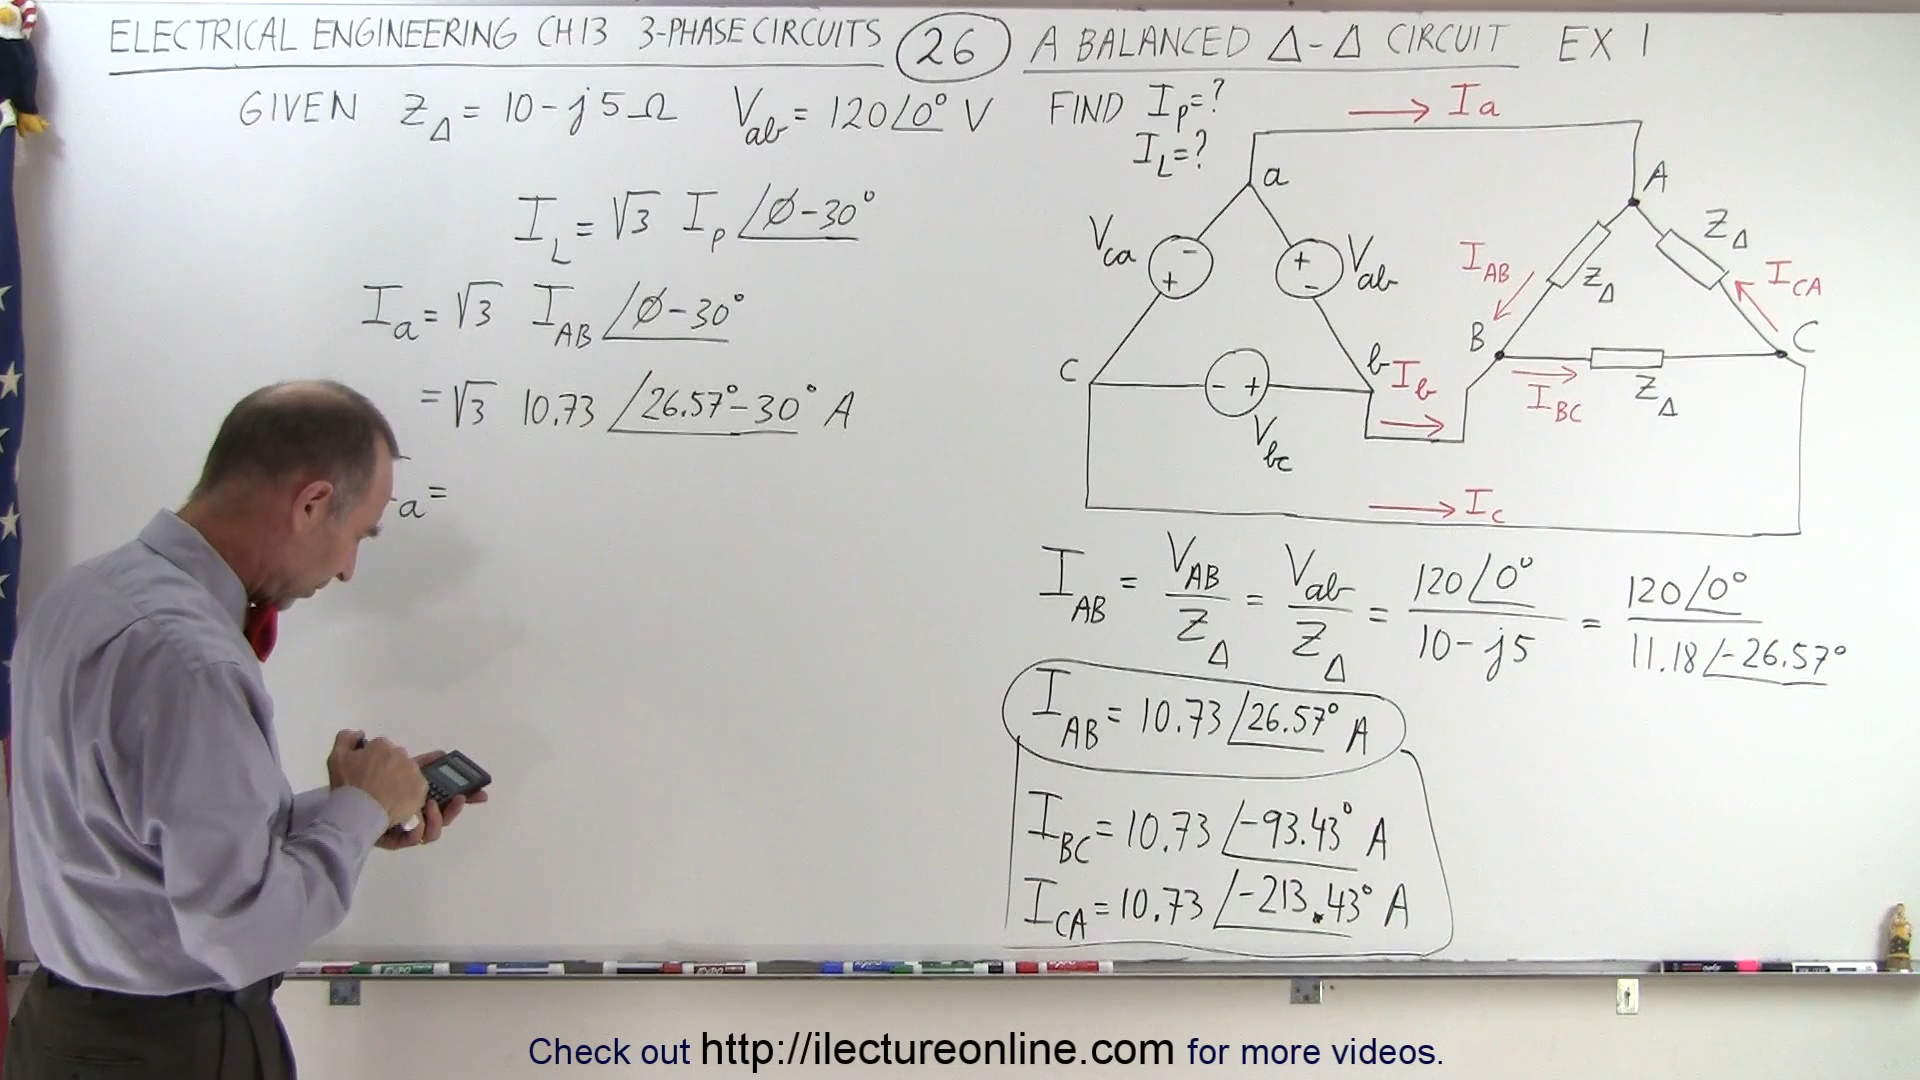 ELECTRICAL ENGINEERING CH 13 3-PHASE CIRCUITS 26 A BALANCED Δ-Δ CIRCUIT EX 1
GIVEN Z_Δ = 10-j5Ω V_ab = 120∠0° V FIND I_P=?
I_L=?
I_L = √3 I_P ∠∅-30°
I_a = √3 I_AB ∠∅-30°
= √3 10.73 ∠26.57°-30° A
a =
I_a
a
A
V_ca
-
+
+
-
V_ab
I_AB
Z_Δ
Z_Δ
I_CA
B
C
C
-
+
b
I_b
V_bc
I_BC
Z_Δ
I_c
I_AB = V_AB/Z_Δ = V_ab/Z_Δ = 120∠0°/10-j5 = 120∠0°/11.18∠-26.57°
I_AB = 10.73 ∠26.57° A
I_BC = 10.73 ∠-93.43° A
I_CA = 10.73 ∠-213.43° A
EXPO
Check out http://ilectureonline.com for more videos.